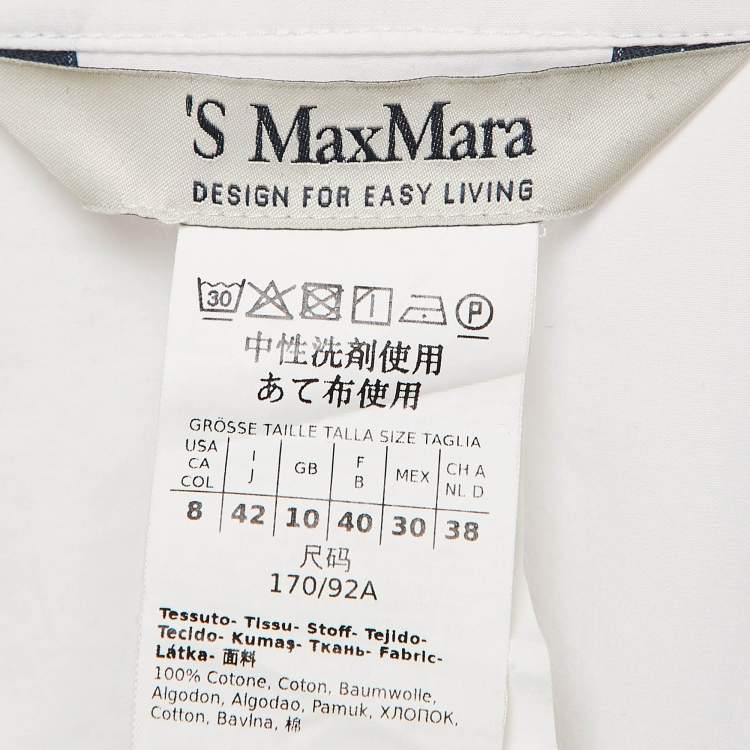 'S MaxMara
DESIGN FOR EASY LIVING
30 P
中性洗剤使用
あて布使用
GRÖSSE TAILLE TALLA SIZE TAGLIA
USA CA COL I J GB F B MEX CH A NL D
8 42 10 40 30 38
尺码
170/92A
Tessuto- Tissu- Stoff- Tejido-
Tecido- Kumaş- Ткань- Fabric-
Látka- 面料
100% Cotone, Coton, Baumwolle,
Algodon, Algodao, Pamuk, ХЛОПОК,
Cotton, Bavlna, 棉